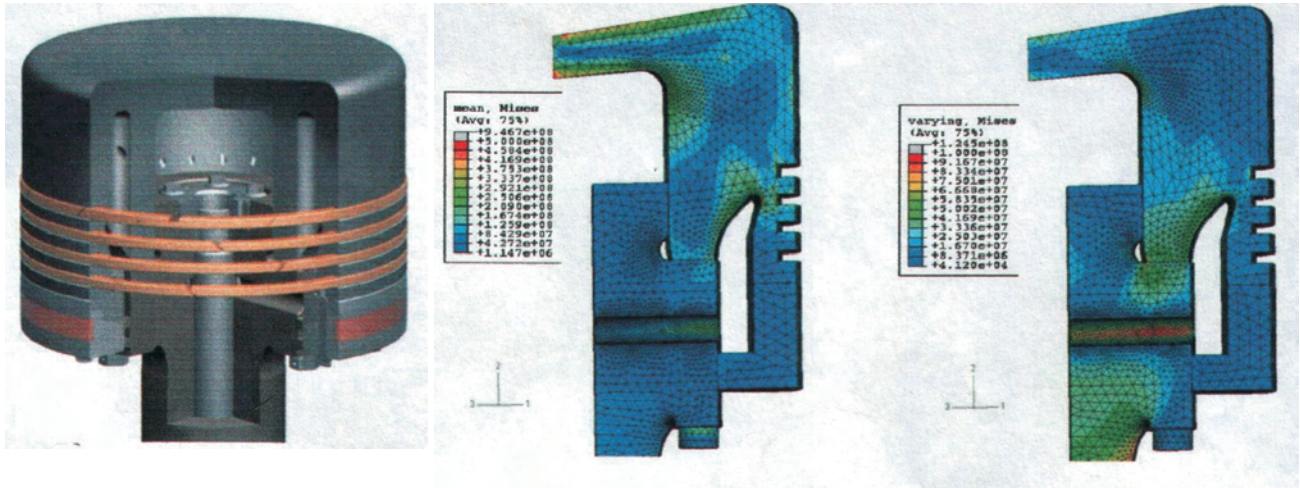 mean, Mises
(Avg: 75%)
+9.467e+08
+5.000e+08
+4.584e+08
+4.169e+08
+3.753e+08
+3.337e+08
+2.921e+08
+2.506e+08
+2.090e+08
+1.674e+08
+1.259e+08
+8.429e+07
+4.272e+07
+1.147e+06
2
3
1
varying, Mises
(Avg: 75%)
+1.245e+08
+1.000e+08
+9.167e+07
+8.334e+07
+7.501e+07
+6.668e+07
+5.835e+07
+5.002e+07
+4.169e+07
+3.336e+07
+2.503e+07
+1.670e+07
+8.371e+06
+4.120e+04
2
3
1